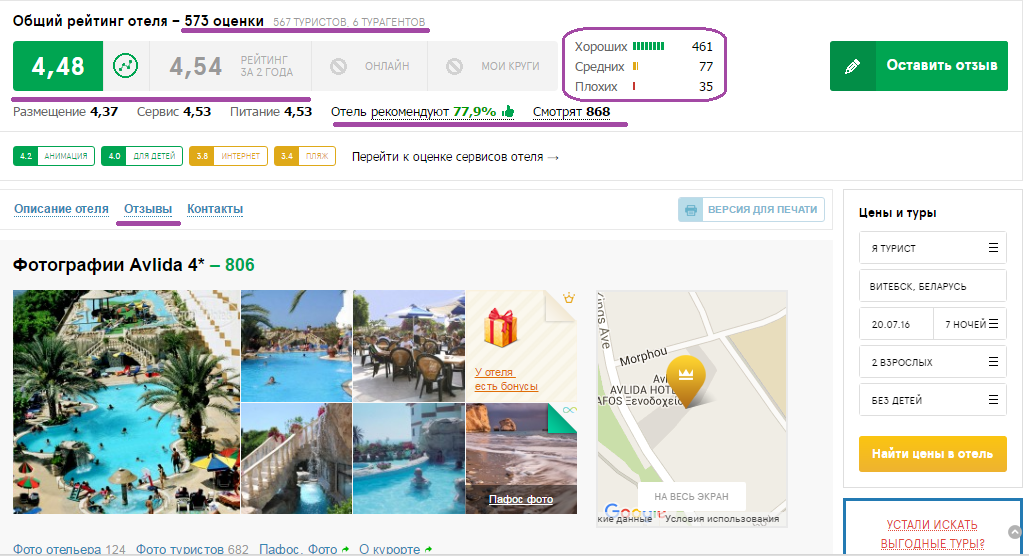 Общий рейтинг отеля – 573 оценки 567 ТУРИСТОВ, 6 ТУРАГЕНТОВ
4,48 4,54 РЕЙТИНГ ЗА 2 ГОДА ОНЛАЙН МОИ КРУГИ
Хороших 461
Средних 77
Плохих 35
Оставить отзыв
Размещение 4,37 Сервис 4,53 Питание 4,53 Отель рекомендуют 77,9% Смотрят 868
4.2 АНИМАЦИЯ 4.0 ДЛЯ ДЕТЕЙ 3.8 ИНТЕРНЕТ 3.4 ПЛЯЖ Перейти к оценке сервисов отеля →
Описание отеля Отзывы Контакты ВЕРСИЯ ДЛЯ ПЕЧАТИ
Фотографии Avlida 4* – 806
У отеля
есть бонусы
Пафос фото
Morphou
AVLIDA HOT
AFOS Ξενοδοχείο
НА ВЕСЬ ЭКРАН
Google
кие данные Условия использования
Фото отельера 124 Фото туристов 682 Пафос. Фото О курорте
Цены и туры
Я ТУРИСТ
ВИТЕБСК, БЕЛАРУСЬ
20.07.16 7 НОЧЕЙ
2 ВЗРОСЛЫХ
БЕЗ ДЕТЕЙ
Найти цены в отель
УСТАЛИ ИСКАТЬ
ВЫГОДНЫЕ ТУРЫ?